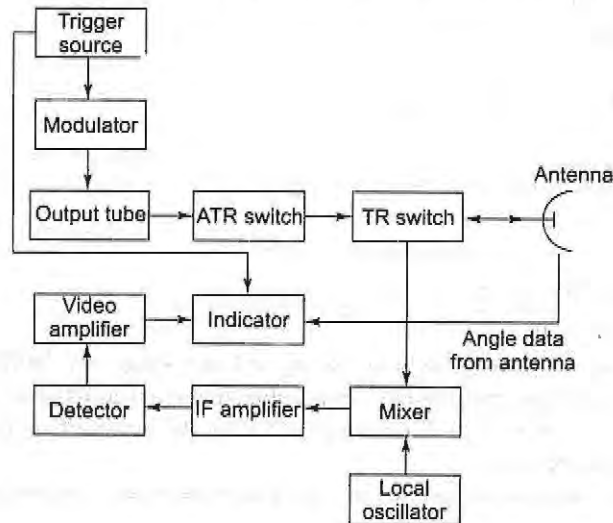 Trigger
source
Modulator
Antenna
Output tube
ATR switch
TR switch
Video
amplifier
Indicator
Angle data
from antenna
Detector
IF amplifier
Mixer
Local
oscillator